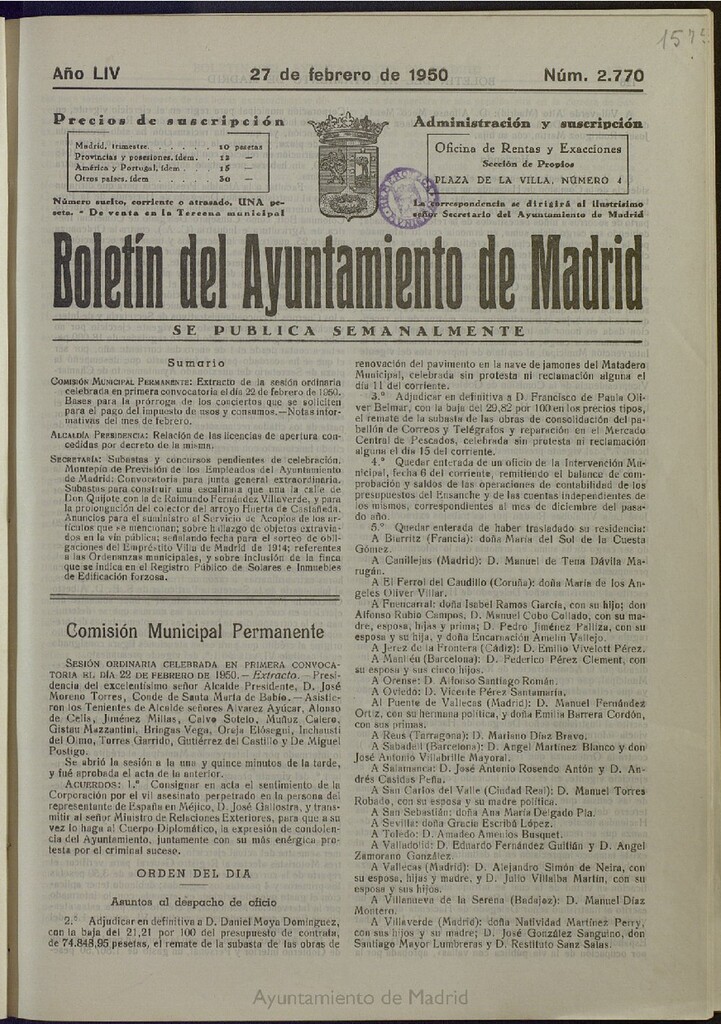 157
Año LIV 27 de febrero de 1950 Núm. 2.770
Precios de suscripción
Madrid, trimestre. . . . . . 10 pesetas
Provincias y posesiones, ídem . . . 12 —
América y Portugal, ídem . . . . 15 —
Otros países, ídem . . . . . 30 —
Número suelto, corriente o atrasado, UNA pe-
seta. - De venta en la Tercena municipal
Administración y suscripción
Oficina de Rentas y Exacciones
Sección de Propios
PLAZA DE LA VILLA, NÚMERO 4
La correspondencia se dirigirá al ilustrísimo
señor Secretario del Ayuntamiento de Madrid
Boletín del Ayuntamiento de Madrid
SE PUBLICA SEMANALMENTE
Sumario
COMISIÓN MUNICIPAL PERMANENTE: Extracto de la sesión ordinaria
celebrada en primera convocatoria el día 22 de febrero de 1950.
Bases para la prórroga de los conciertos que se soliciten
para el pago del impuesto de usos y consumos.—Notas infor-
mativas del mes de febrero.
ALCALDÍA PRESIDENCIA: Relación de las licencias de apertura con-
cedidas por decreto de la misma.
SECRETARÍA: Subastas y concursos pendientes de celebración.
Montepío de Previsión de los Empleados del Ayuntamiento
de Madrid: Convocatoria para junta general extraordinaria.
Subastas para construir una escalinata que una la calle de
Don Quijote con la de Raimundo Fernández Villaverde, y para
la prolongación del colector del arroyo Huerta de Castañeda.
Anuncios para el suministro al Servicio de Acopios de los ar-
tículos que se mencionan; sobre hallazgo de objetos extravia-
dos en la vía pública; señalando fecha para el sorteo de obli-
gaciones del Empréstito Villa de Madrid de 1914; referentes
a las Ordenanzas municipales, y sobre inclusión de la finca
que se indica en el Registro Público de Solares e Inmuebles
de Edificación forzosa.
Comisión Municipal Permanente
SESIÓN ORDINARIA CELEBRADA EN PRIMERA CONVOCA-
TORIA EL DÍA 22 DE FEBRERO DE 1950.—Extracto.—Presi-
dencia del excelentísimo señor Alcalde Presidente, D. José
Moreno Torres, Conde de Santa Marta de Babío.—Asistie-
ron los Tenientes de Alcalde señores Alvarez Ayúcar, Alonso
de Celis, Jiménez Millas, Calvo Sotelo, Muñoz Calero,
Gistau Mazzantini, Bringas Vega, Oraja Elósegui, Inchausti
del Olmo, Torres Garrido, Gutiérrez del Castillo y De Miguel
Postigo.
Se abrió la sesión a la una y quince minutos de la tarde,
y fué aprobada el acta de la anterior.
ACUERDOS: 1.º Consignar en acta el sentimiento de la
Corporación por el vil asesinato perpetrado en la persona del
representante de España en Méjico, D. José Gallostra, y trans-
mitir al señor Ministro de Relaciones Exteriores, para que a su
vez lo haga al Cuerpo Diplomático, la expresión de condolen-
cia del Ayuntamiento, juntamente con su más enérgica pro-
testa por el criminal suceso.
ORDEN DEL DIA
Asuntos al despacho de oficio
2.º Adjudicar en definitiva a D. Daniel Moya Domínguez,
con la baja del 21,21 por 100 del presupuesto de contrata,
de 74.848,95 pesetas, el remate de la subasta de las obras de
renovación del pavimento en la nave de jamones del Matadero
Municipal, celebrada sin protesta ni reclamación alguna el
día 11 del corriente.
3.º Adjudicar en definitiva a D. Francisco de Paula Oli-
ver Belmar, con la baja del 29,82 por 100 en los precios tipos,
el remate de la subasta de las obras de consolidación del pa-
bellón de Correos y Telégrafos y reparación en el Mercado
Central de Pescados, celebrada sin protesta ni reclamación
alguna el día 15 del corriente.
4.º Quedar enterada de un oficio de la Intervención Mu-
nicipal, fecha 6 del corriente, remitiendo el balance de com-
probación y saldos de las operaciones de contabilidad de los
presupuestos del Ensanche y de las cuentas independientes de
los mismos, correspondientes al mes de diciembre del pasa-
do año.
5.º Quedar enterada de haber trasladado su residencia:
A Biarritz (Francia): doña María del Sol de la Cuesta
Gómez.
A Canillejas (Madrid): D. Manuel de Tena Dávila Ma-
rugán.
A El Ferrol del Caudillo (Coruña): doña María de los An-
geles Oliver Villar.
A Fuencarral: doña Isabel Ramos García, con su hijo; don
Alfonso Rubio Campos, D. Manuel Cobo Collado, con su ma-
dre, esposa, hijas y prima; D. Pedro Jiménez Palliza, con su
esposa y su hija, y doña Encarnación Amelin Vallejo.
A Jerez de la Frontera (Cádiz): D. Emilio Vivelott Pérez.
A Manlléu (Barcelona): D. Federico Pérez Clement, con su
esposa y sus cinco hijos.
A Orense: D. Alfonso Santiago Román.
A Oviedo: D. Vicente Pérez Santamaría.
Al Puente de Vallecas (Madrid): D. Manuel Fernández
Ortiz, con su hermana política, y doña Emilia Barrera Cordón,
con sus primas.
A Reus (Tarragona): D. Mariano Díaz Bravo.
A Sabadell (Barcelona): D. Angel Martínez Blanco y don
José Antonio Villabrille Mayoral.
A Salamanca: D. José Antonio Rosendo Antón y D. An-
drés Casidas Peña.
A San Carlos del Valle (Ciudad Real): D. Manuel Torres
Robado, con su esposa y su madre política.
A San Sebastián: doña Ana María Delgado Pla.
A Sevilla: doña Gracia Escribá López.
A Toledo: D. Amadeo Amenlos Busquet.
A Valladolid: D. Eduardo Fernández Guitián y D. Angel
Zamorano González.
A Vallecas (Madrid): D. Alejandro Simón de Neira, con
su esposa, hijas y madre, y D. Julio Villalba Martín, con su
esposa y sus hijos.
A Villanueva de la Serena (Badajoz): D. Manuel Díaz
Montero.
A Villaverde (Madrid): doña Natividad Martínez Perry,
con sus hijos y su madre; D. José González Sanguino, don
Santiago Mayor Lumbreras y D. Restituto Sanz Salas.
Ayuntamiento de Madrid